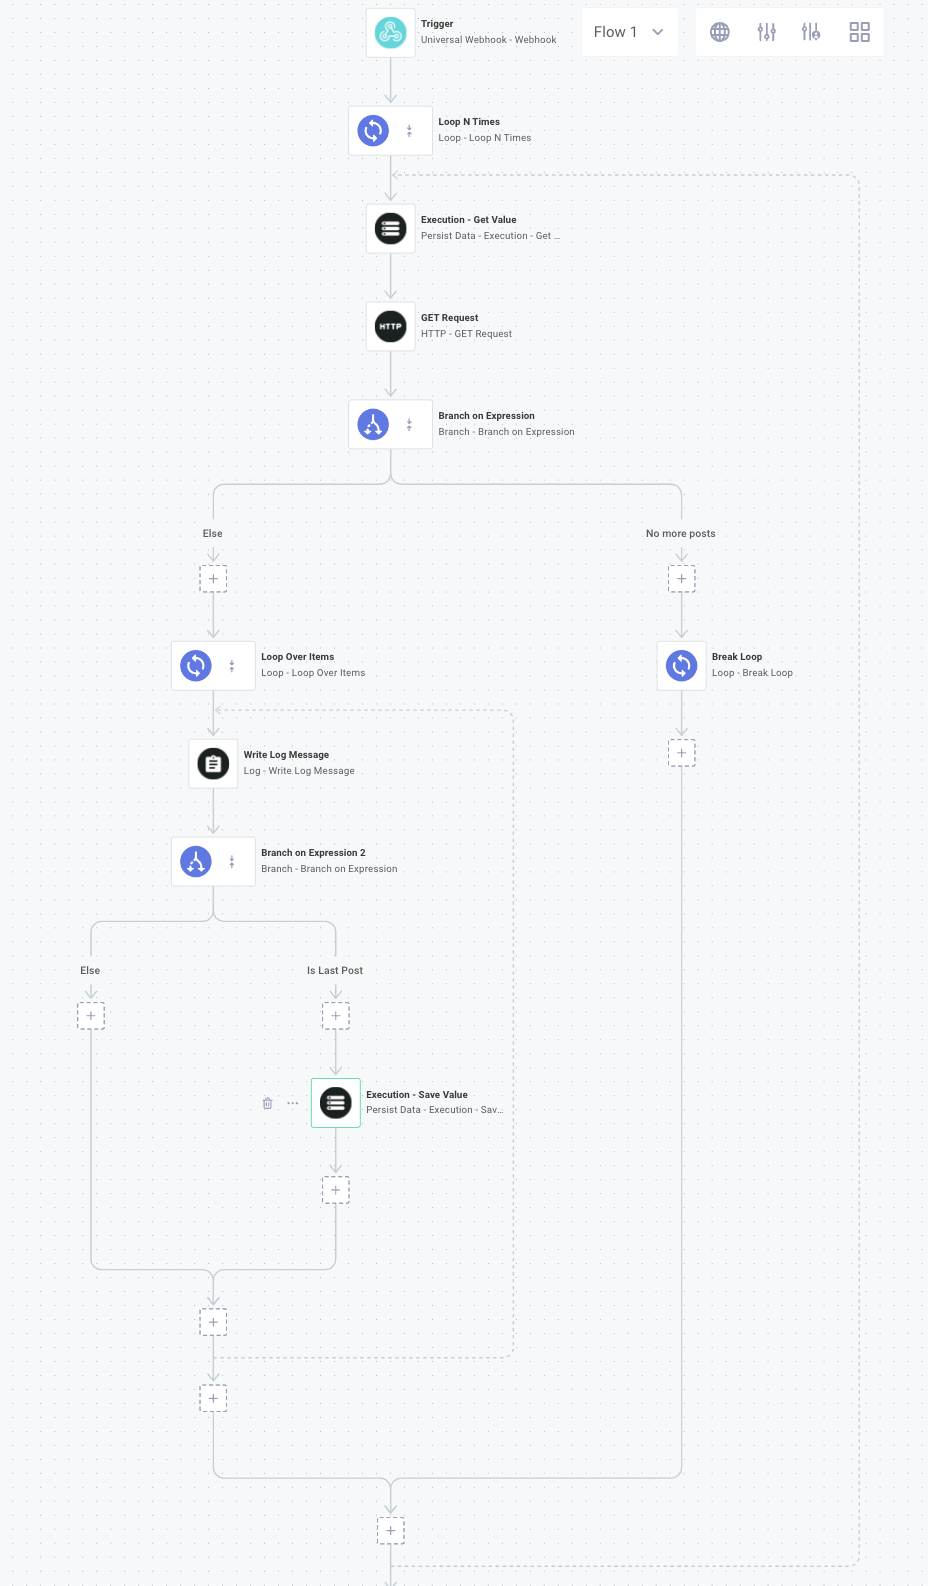 Trigger
Universal Webhook - Webhook
Flow 1
Loop N Times
Loop - Loop N Times
Execution - Get Value
Persist Data - Execution - Get ...
HTTP
GET Request
HTTP - GET Request
Branch on Expression
Branch - Branch on Expression
Else
No more posts
Loop Over Items
Loop - Loop Over Items
Break Loop
Loop - Break Loop
Write Log Message
Log - Write Log Message
Branch on Expression 2
Branch - Branch on Expression
Else
Is Last Post
Execution - Save Value
Persist Data - Execution - Sav...